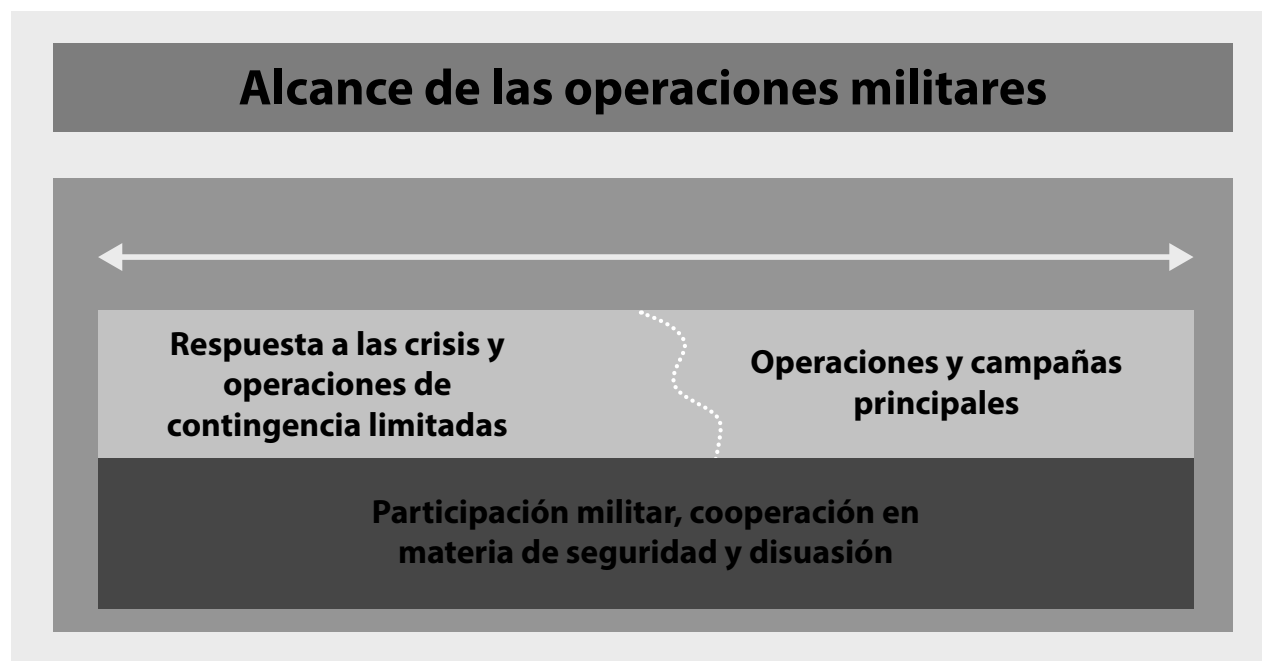 Alcance de las operaciones militares
Respuesta a las crisis y
operaciones de
contingencia limitadas
Operaciones y campañas
principales
Participación militar, cooperación en
materia de seguridad y disuasión